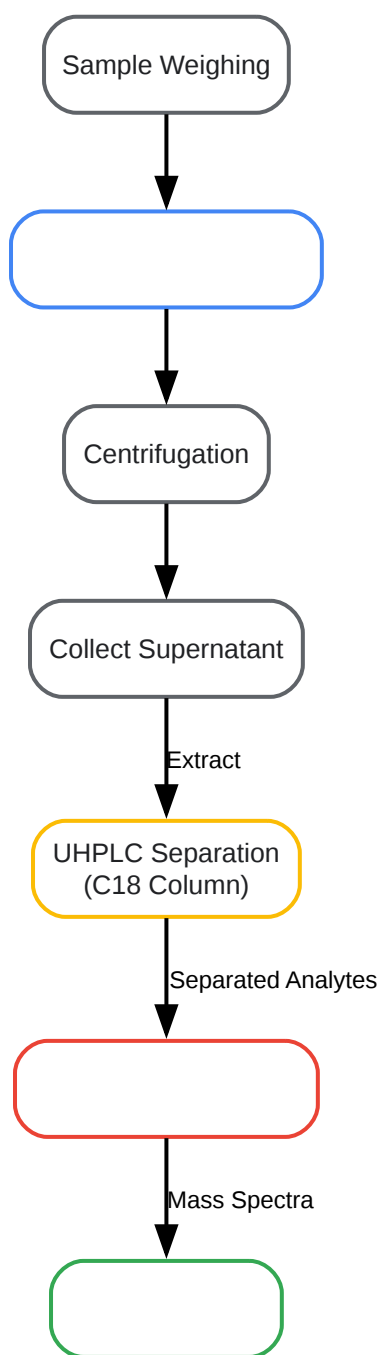 Sample Weighing
Centrifugation
Collect Supernatant
Extract
UHPLC Separation
(C18 Column)
Separated Analytes
Mass Spectra